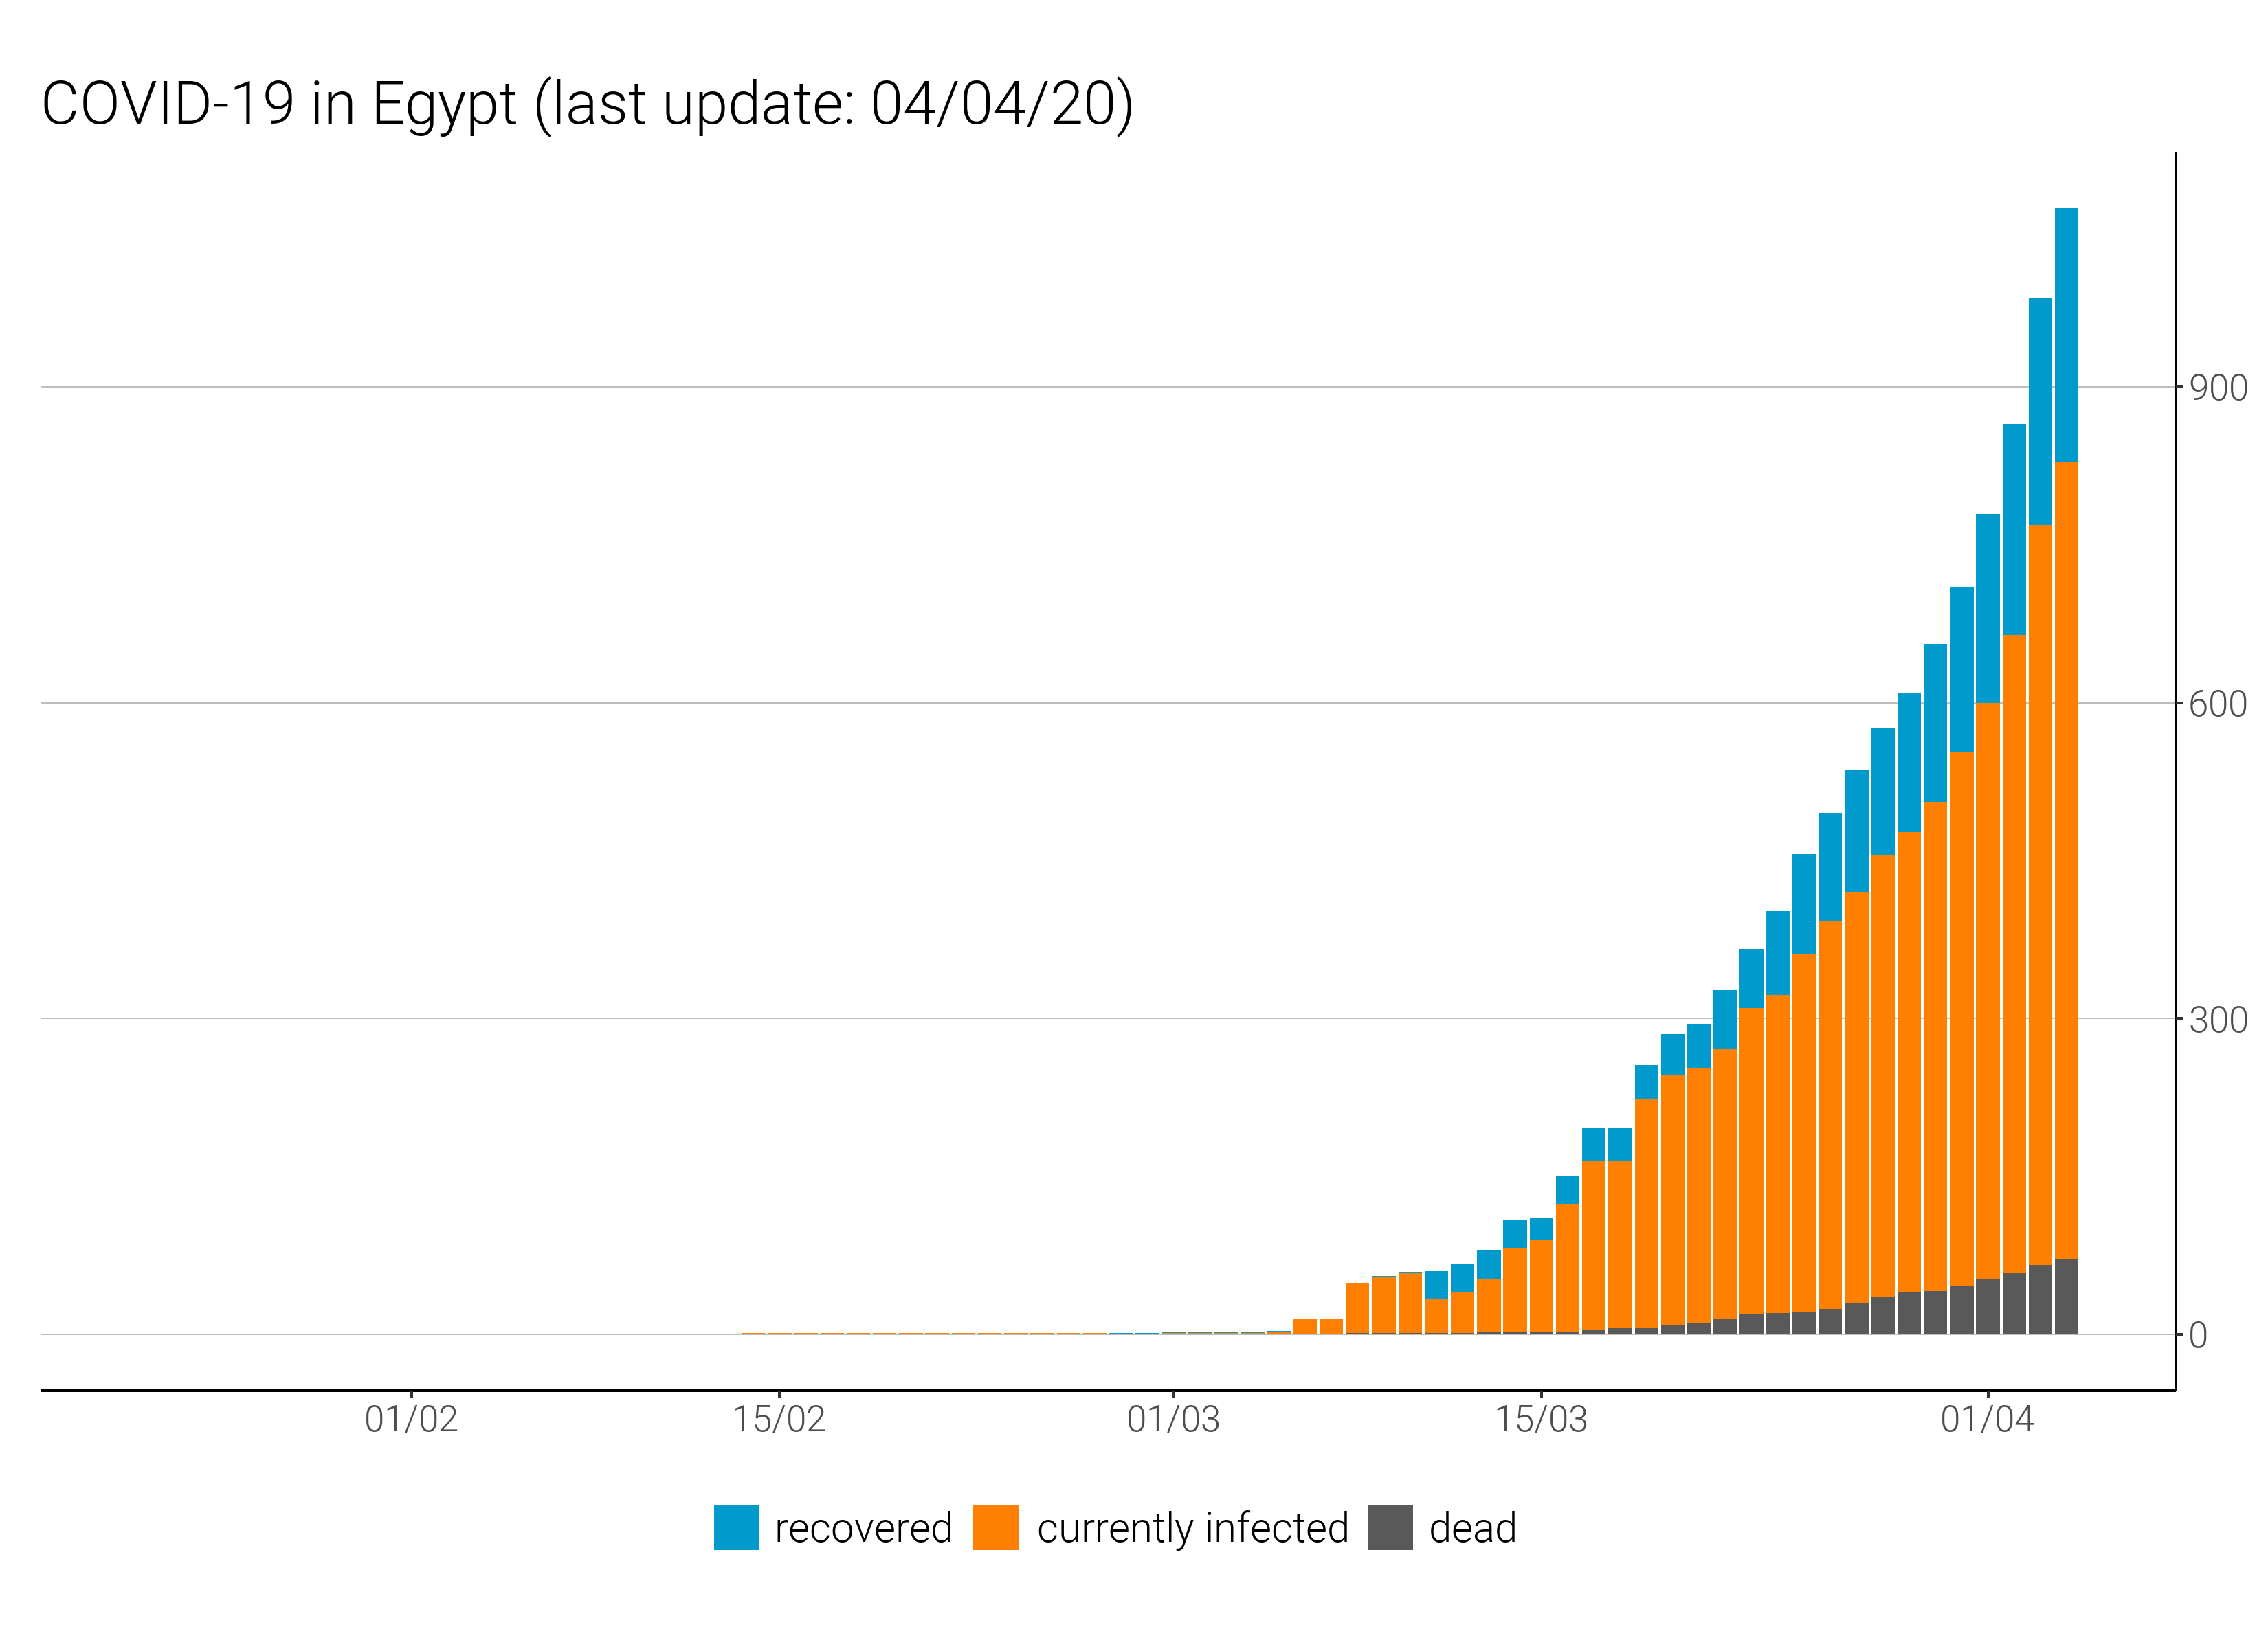 COVID-19 in Egypt (last update: 04/04/20)
900
600
300
0
01/02 15/02 01/03 15/03 01/04
recovered currently infected dead